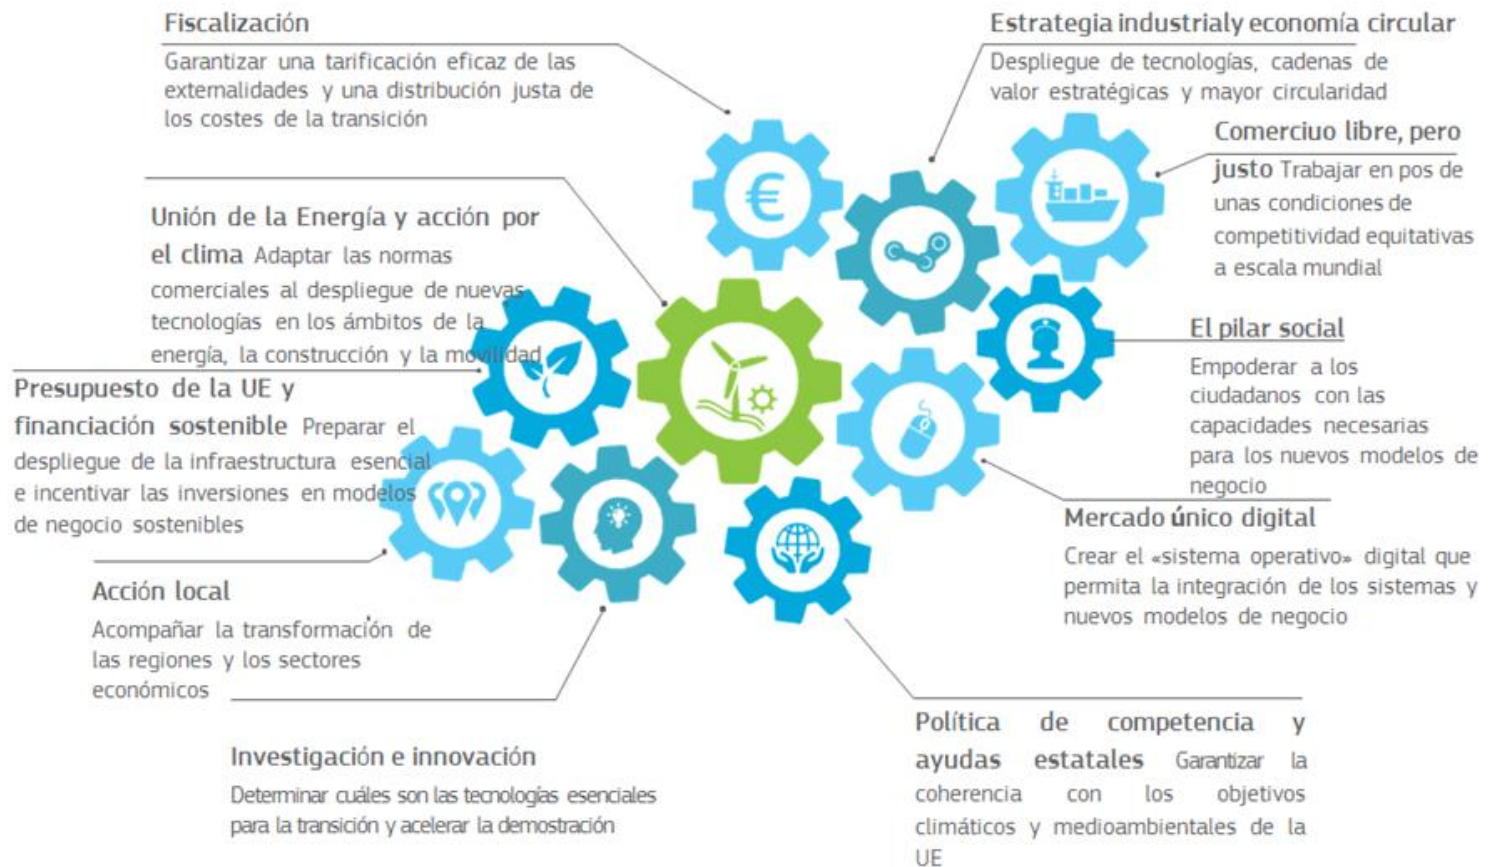 Fiscalización
Garantizar una tarificación eficaz de las
externalidades y una distribución justa de
los costes de la transición
Unión de la Energía y acción por
el clima Adaptar las normas
comerciales al despliegue de nuevas
tecnologías en los ámbitos de la
energía, la construcción y la movilidad
Presupuesto de la UE y
financiación sostenible Preparar el
despliegue de la infraestructura esencial
e incentivar las inversiones en modelos
de negocio sostenibles
Acción local
Acompañar la transformación de
las regiones y los sectores
económicos
Investigación e innovación
Determinar cuáles son las tecnologías esenciales
para la transición y acelerar la demostración
€
Estrategia industrialy economía circular
Despliegue de tecnologías, cadenas de
valor estratégicas y mayor circularidad
Comerciuo libre, pero
justo Trabajar en pos de
unas condiciones de
competitividad equitativas
a escala mundial
El pilar social
Empoderar a los
ciudadanos con las
capacidades necesarias
para los nuevos modelos de
negocio
Mercado único digital
Crear el «sistema operativo» digital que
permita la integración de los sistemas y
nuevos modelos de negocio
Política de competencia y
ayudas estatales Garantizar la
coherencia con los objetivos
climáticos y medioambientales de la
UE